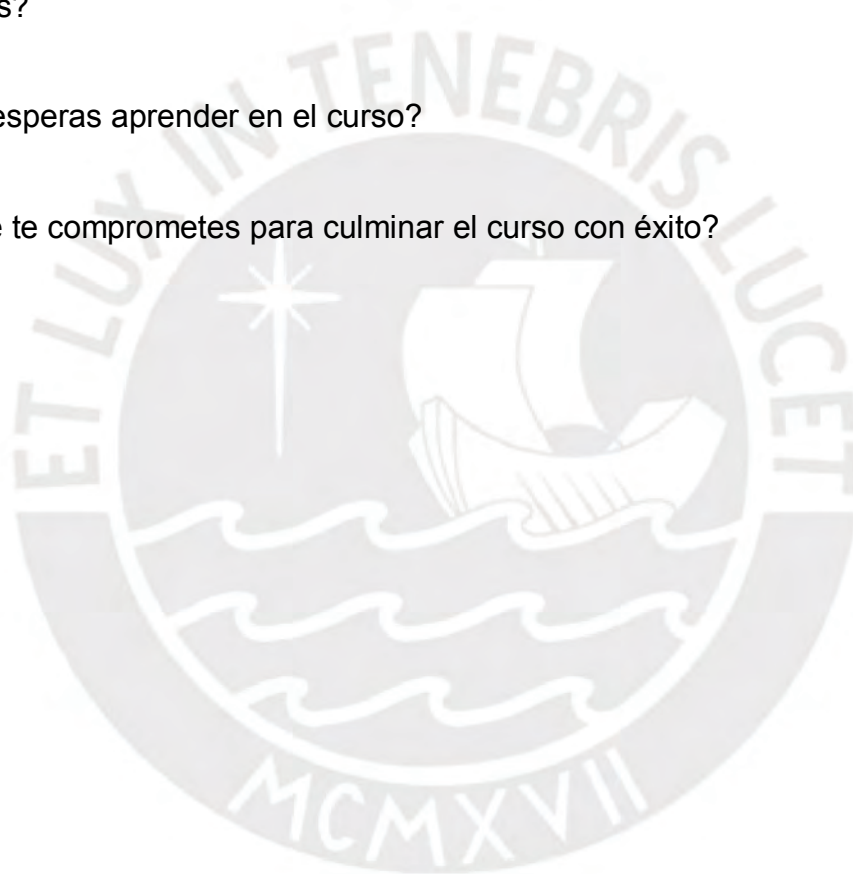 s?
esperas aprender en el curso?
e te comprometes para culminar el curso con éxito?
ET LUX IN TENEBRIS LUCET
MCMXVII